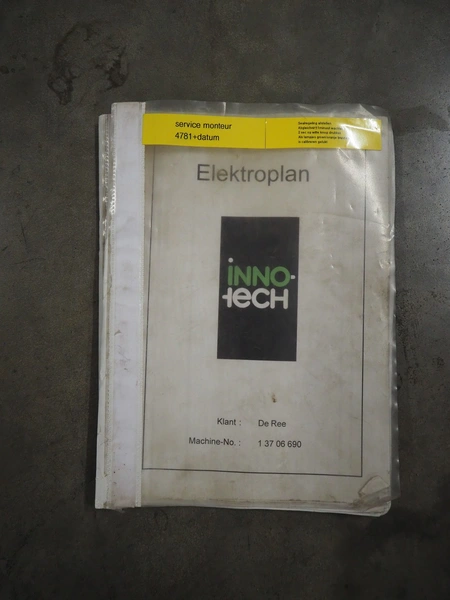 service monteur
4781+datum
Elektroplan
iNNO-
tECH
Klant : De Ree
Machine-No. : 1 37 06 690